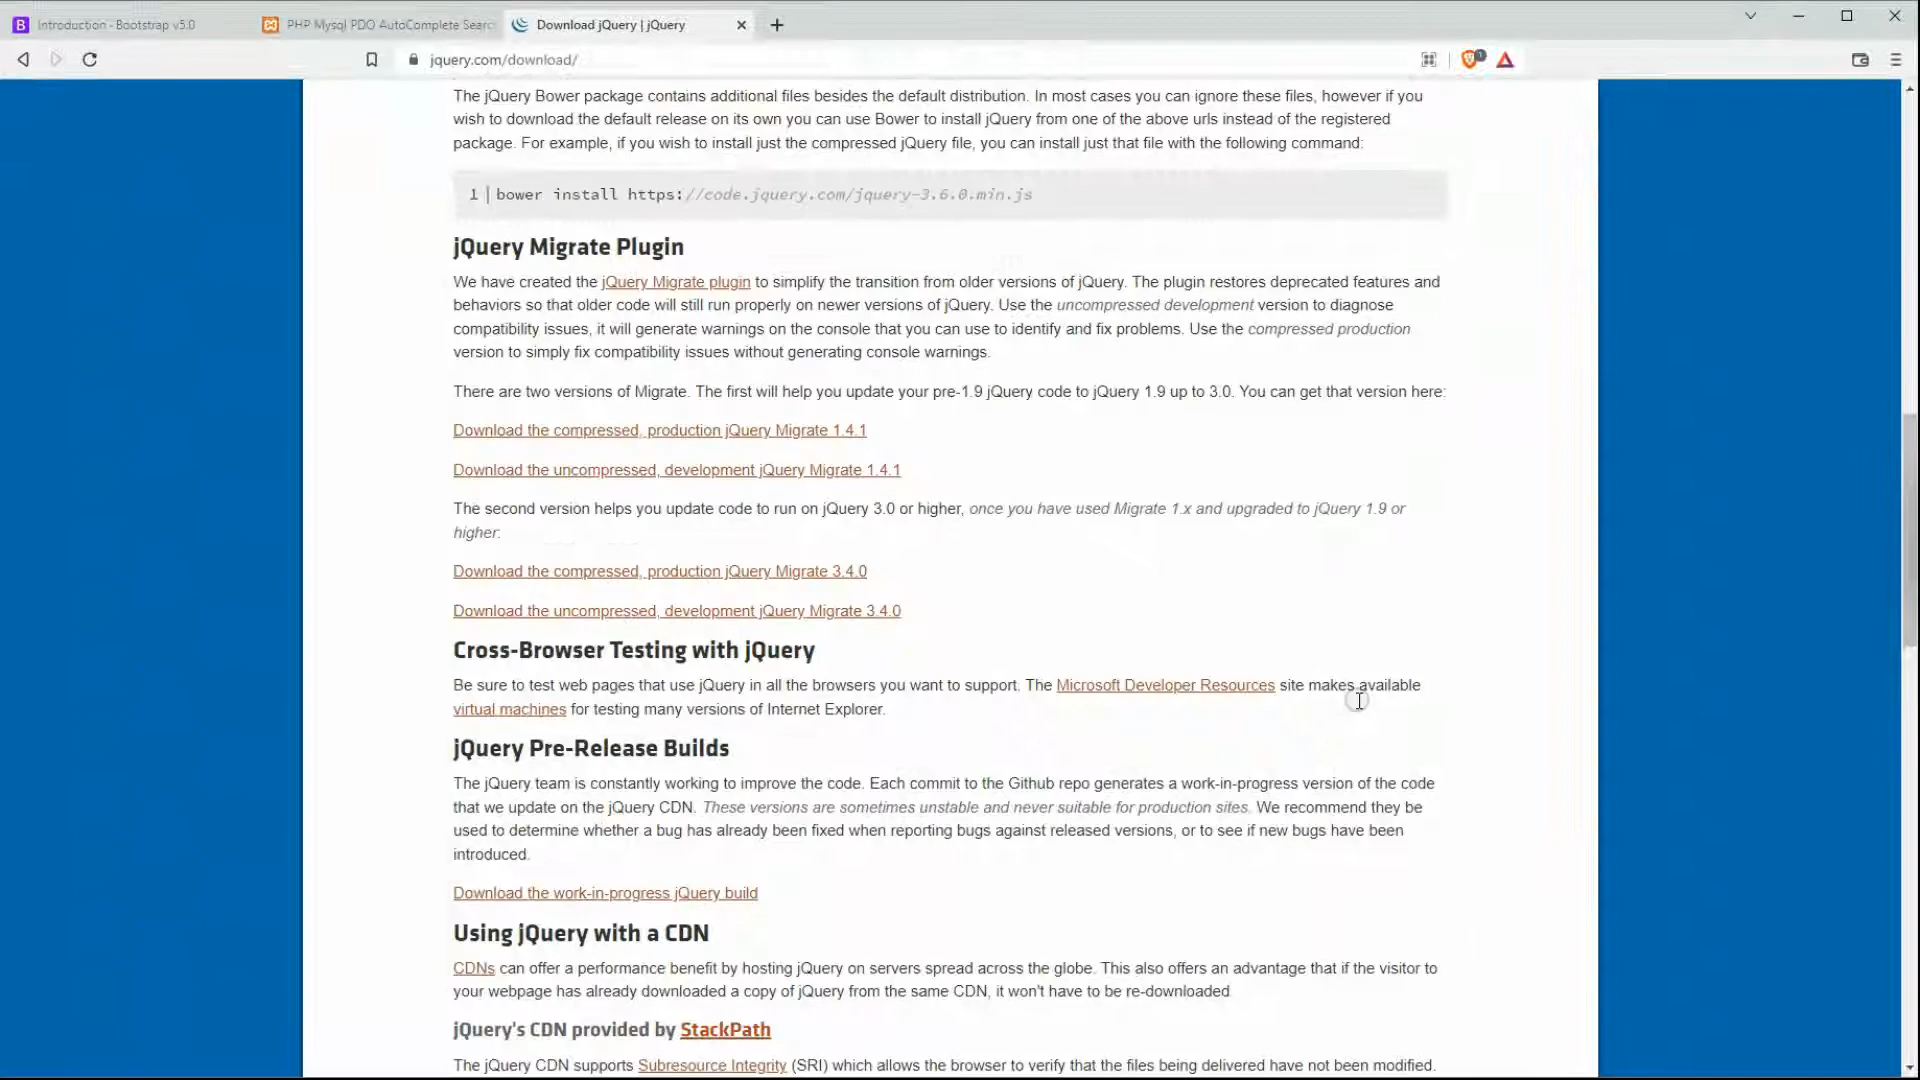 Introduction · Bootstrap v5.0
PHP Mysql PDO AutoComplete Searc
Download jQuery | jQuery
jquery.com/download/
1
The jQuery Bower package contains additional files besides the default distribution. In most cases you can ignore these files, however if you
wish to download the default release on its own you can use Bower to install jQuery from one of the above urls instead of the registered
package. For example, if you wish to install just the compressed jQuery file, you can install just that file with the following command:
1 bower install https://code.jquery.com/jquery-3.6.0.min.js
jQuery Migrate Plugin
We have created the jQuery Migrate plugin to simplify the transition from older versions of jQuery. The plugin restores deprecated features and
behaviors so that older code will still run properly on newer versions of jQuery. Use the uncompressed development version to diagnose
compatibility issues, it will generate warnings on the console that you can use to identify and fix problems. Use the compressed production
version to simply fix compatibility issues without generating console warnings.
There are two versions of Migrate. The first will help you update your pre-1.9 jQuery code to jQuery 1.9 up to 3.0. You can get that version here:
Download the compressed, production jQuery Migrate 1.4.1
Download the uncompressed, development jQuery Migrate 1.4.1
The second version helps you update code to run on jQuery 3.0 or higher, once you have used Migrate 1.x and upgraded to jQuery 1.9 or
higher:
Download the compressed, production jQuery Migrate 3.4.0
Download the uncompressed, development jQuery Migrate 3.4.0
Cross-Browser Testing with jQuery
Be sure to test web pages that use jQuery in all the browsers you want to support. The Microsoft Developer Resources site makes available
virtual machines for testing many versions of Internet Explorer.
jQuery Pre-Release Builds
The jQuery team is constantly working to improve the code. Each commit to the Github repo generates a work-in-progress version of the code
that we update on the jQuery CDN. These versions are sometimes unstable and never suitable for production sites. We recommend they be
used to determine whether a bug has already been fixed when reporting bugs against released versions, or to see if new bugs have been
introduced.
Download the work-in-progress jQuery build
Using jQuery with a CDN
CDNs can offer a performance benefit by hosting jQuery on servers spread across the globe. This also offers an advantage that if the visitor to
your webpage has already downloaded a copy of jQuery from the same CDN, it won't have to be re-downloaded
jQuery's CDN provided by StackPath
The jQuery CDN supports Subresource Integrity (SRI) which allows the browser to verify that the files being delivered have not been modified.